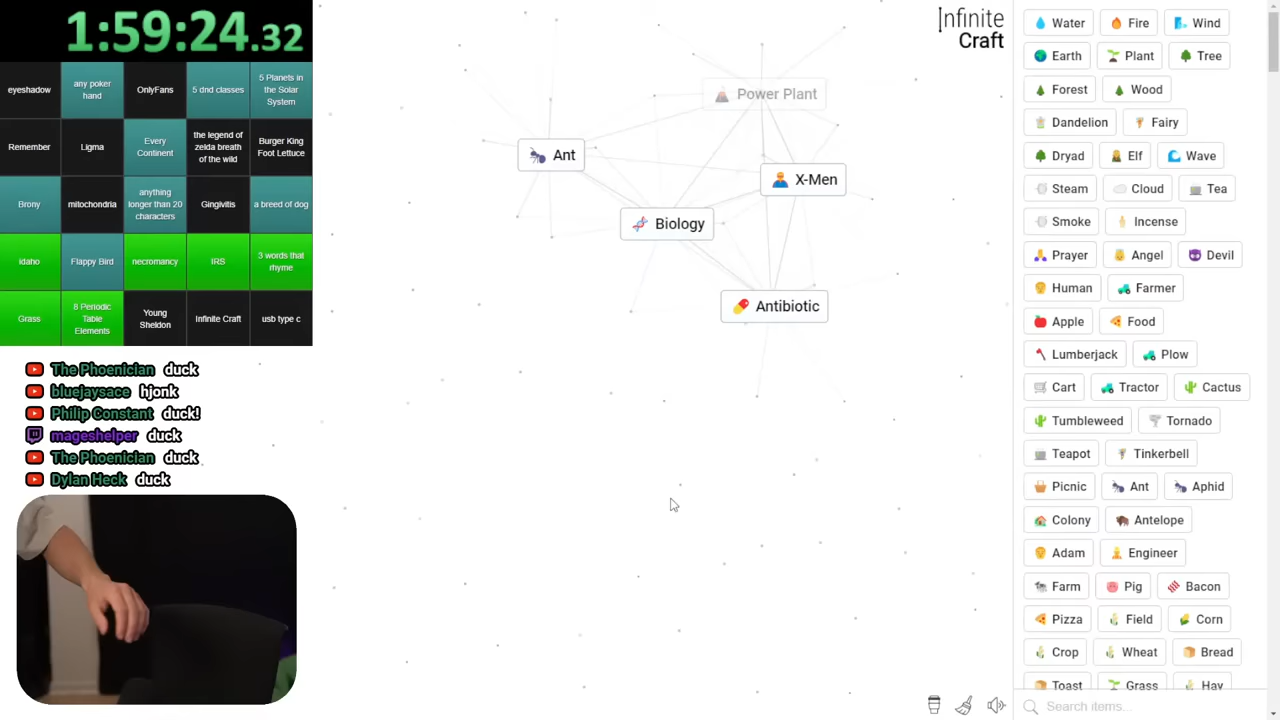 1:59:24.32
eyeshadow
any poker
hand
OnlyFans
5 dnd classes
5 Planets in
the Solar
System
Remember
Ligma
Every
Continent
the legend of
zelda breath
of the wild
Burger King
Foot Lettuce
Brony
mitochondria
anything
longer than 20
characters
Gingivitis
a breed of dog
idaho
Flappy Bird
necromancy
IRS
3 words that
rhyme
Grass
8 Periodic
Table
Elements
Young
Sheldon
Infinite Craft
usb type c
The Phoenician duck
bluejaysace hjonk
Philip Constant duck!
mageshelper duck
The Phoenician duck
Dylan Heck duck
Infinite
Craft
Power Plant
Ant
X-Men
Biology
Antibiotic
Water Fire Wind
Earth Plant Tree
Forest Wood
Dandelion Fairy
Dryad Elf Wave
Steam Cloud Tea
Smoke Incense
Prayer Angel Devil
Human Farmer
Apple Food
Lumberjack Plow
Cart Tractor Cactus
Tumbleweed Tornado
Teapot Tinkerbell
Picnic Ant Aphid
Colony Antelope
Adam Engineer
Farm Pig Bacon
Pizza Field Corn
Crop Wheat Bread
Toast Grass Hay
Search items...